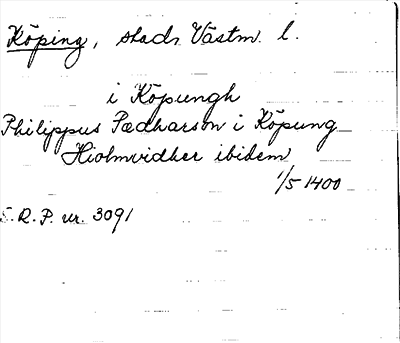 Köping, stad. Västm. l.
i Köpungh
Philippus Pædharson i Köpung
Hiolmvidher ibidem
1/5 1400
S.R.P. nr. 3091